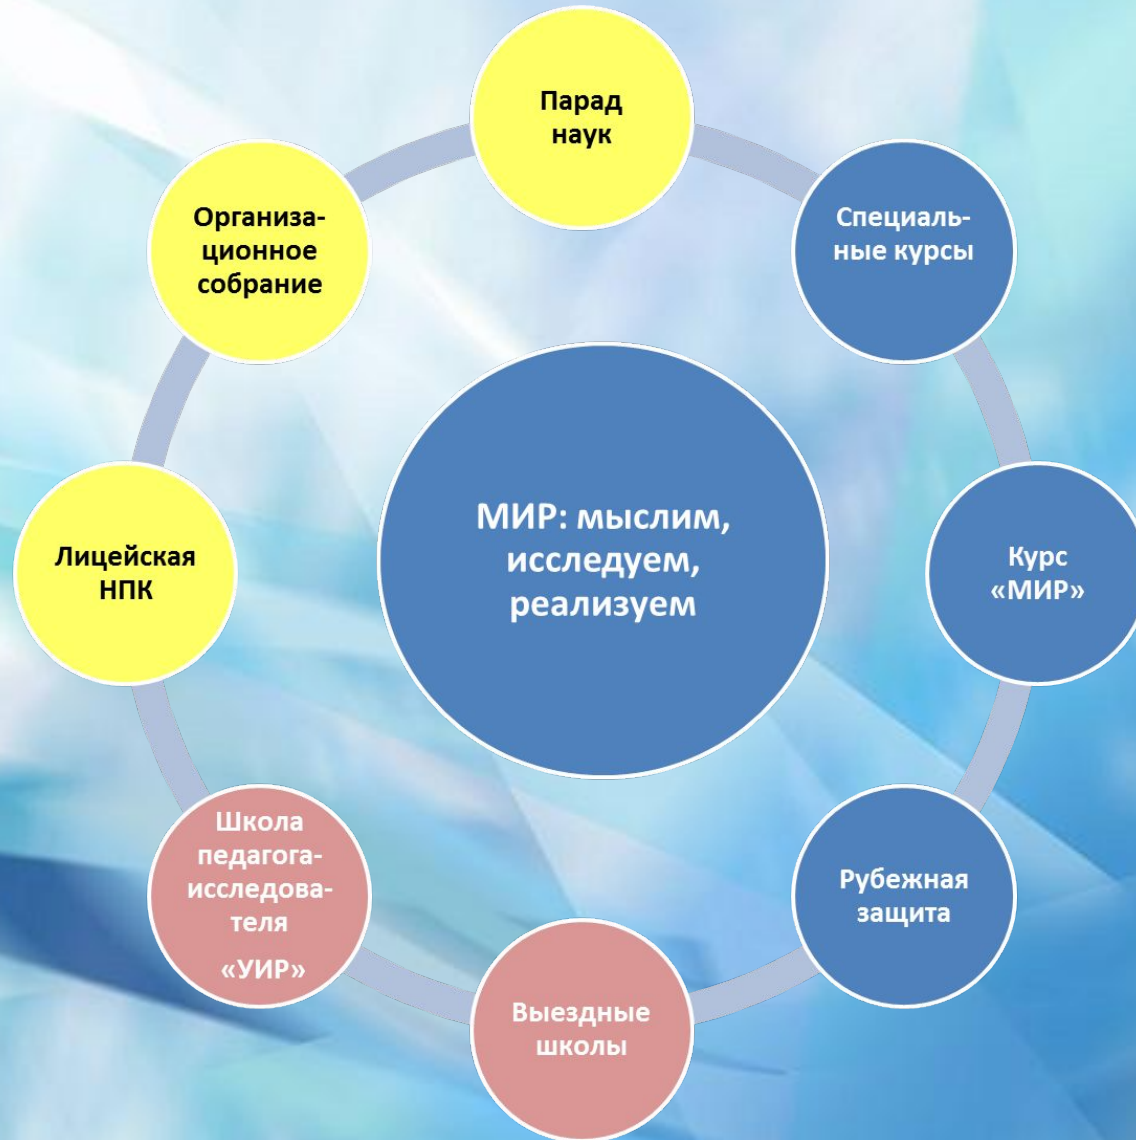 Парад
наук
Специаль-
ные курсы
Курс
«МИР»
Рубежная
защита
Выездные
школы
Школа
педагога-
исследова-
теля
«УИР»
Лицейская
НПК
Организа-
ционное
собрание
МИР: мыслим,
исследуем,
реализуем